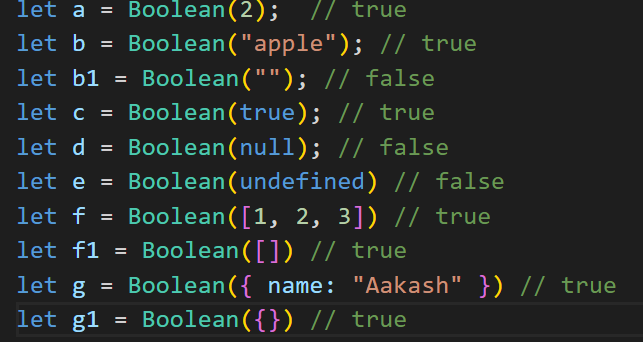 let a = Boolean(2);  // true
let b = Boolean("apple"); // true
let b1 = Boolean(""); // false
let c = Boolean(true); // true
let d = Boolean(null); // false
let e = Boolean(undefined) // false
let f = Boolean([1, 2, 3]) // true
let f1 = Boolean([]) // true
let g = Boolean({ name: "Aakash" }) // true
let g1 = Boolean({}) // true